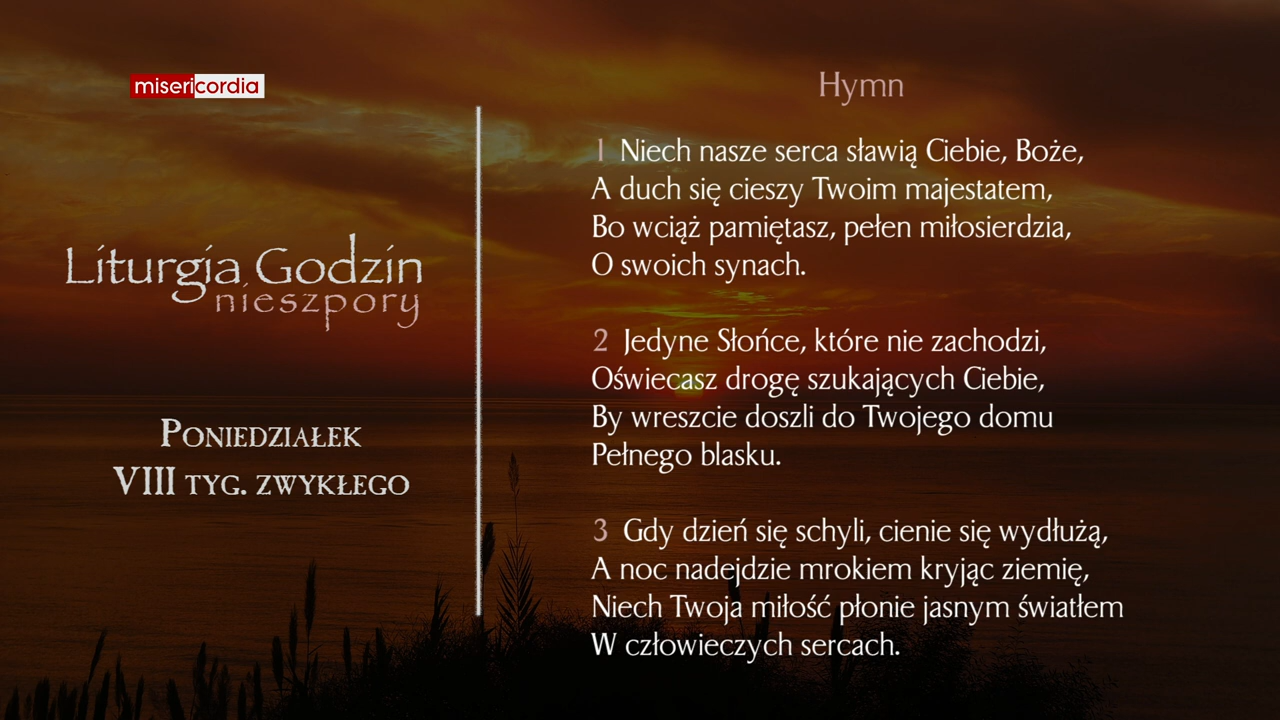 misericordia
Liturgia Godzin
nieszpory
Poniedziałek
VIII tyg. zwykłego
Hymn
1 Niech nasze serca sławią Ciebie, Boże,
A duch się cieszy Twoim majestatem,
Bo wciąż pamiętasz, pełen miłosierdzia,
O swoich synach.
2 Jedyne Słońce, które nie zachodzi,
Oświecasz drogę szukających Ciebie,
By wreszcie doszli do Twojego domu
Pełnego blasku.
3 Gdy dzień się schyli, cienie się wydłużą,
A noc nadejdzie mrokiem kryjąc ziemię,
Niech Twoja miłość płonie jasnym światłem
W człowieczych sercach.